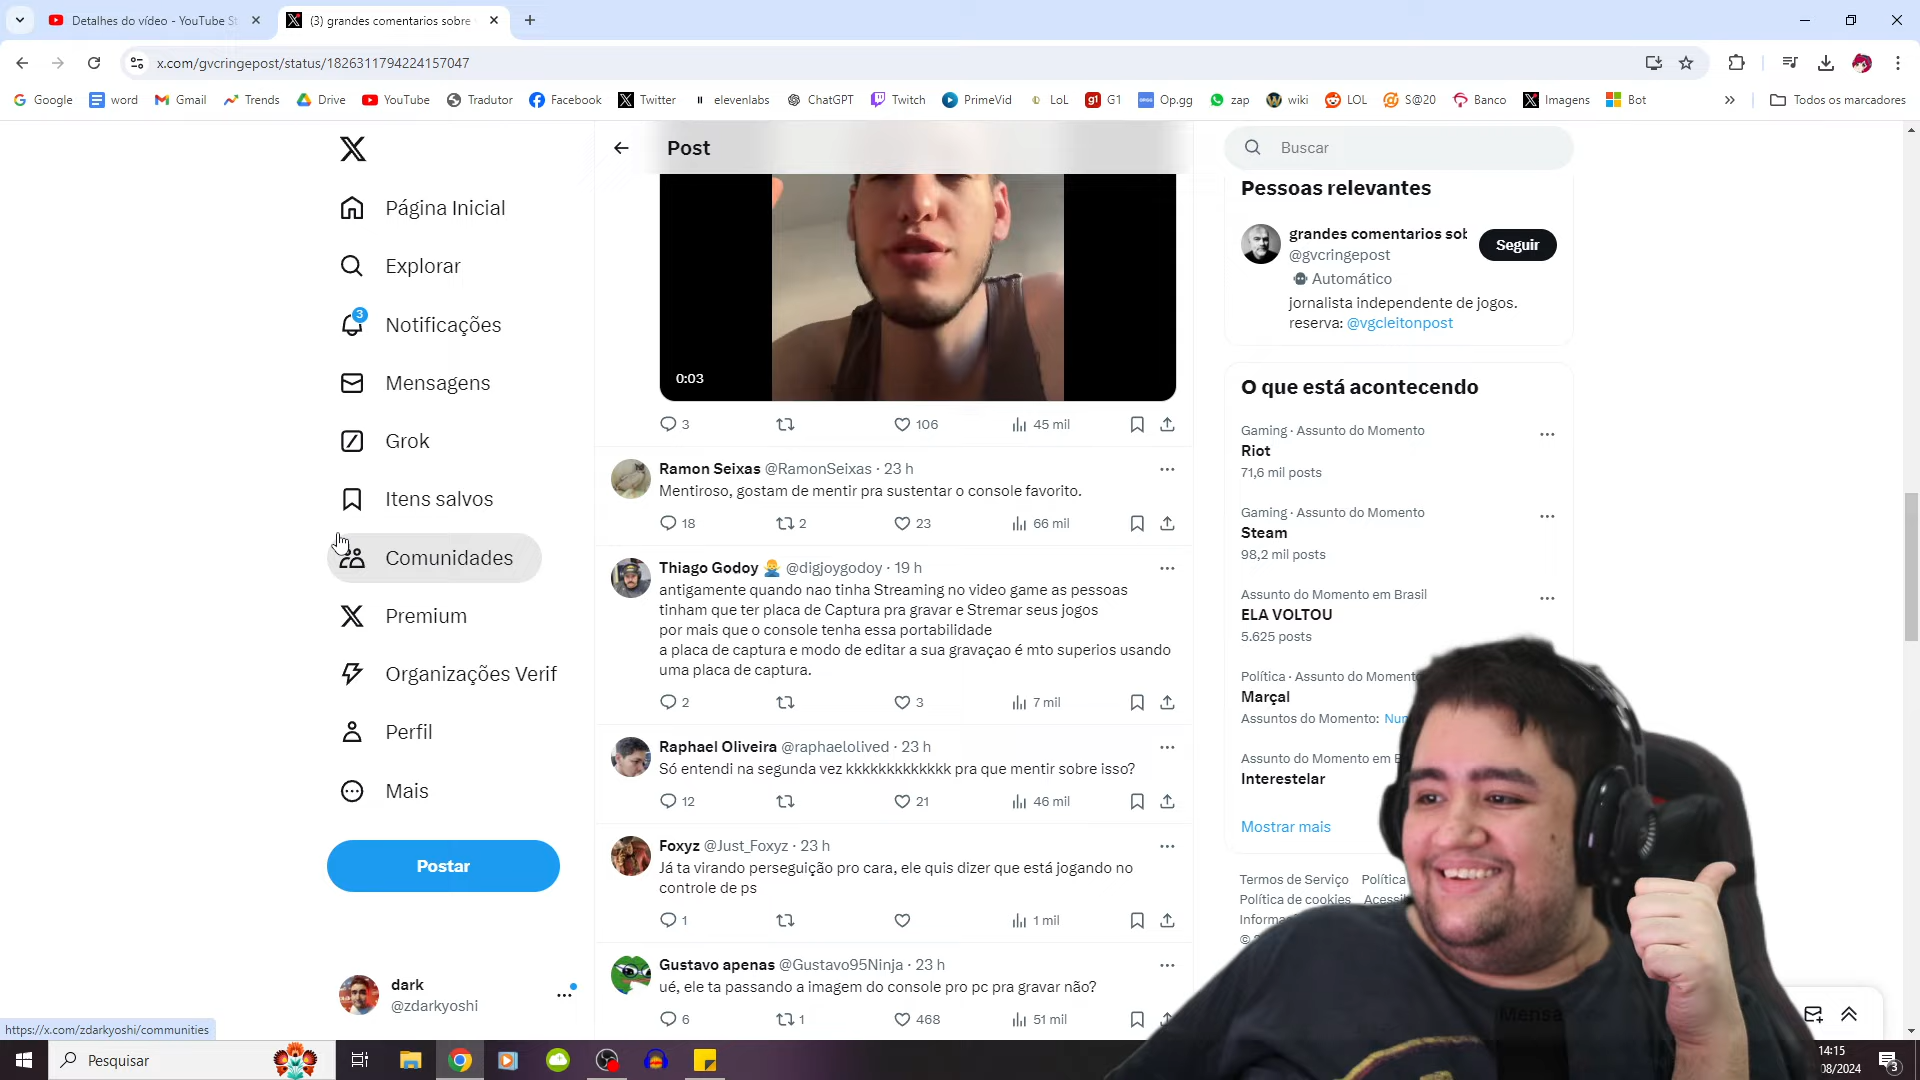 Detalhes do vídeo - YouTube St
(3) grandes comentarios sobre
x.com/gvcringepost/status/1826311794224157047
Google
word
Gmail
Trends
Drive
YouTube
Tradutor
Facebook
Twitter
elevenlabs
ChatGPT
Twitch
PrimeVid
LoL
G1
Op.gg
zap
wiki
LOL
S@20
Banco
Imagens
Bot
Todos os marcadores
Página Inicial
Explorar
3
Notificações
Mensagens
Grok
Itens salvos
Comunidades
Premium
Organizações Verif
Perfil
Mais
Postar
dark
@zdarkyoshi
https://x.com/zdarkyoshi/communities
Post
0:03
3
106
45 mil
Ramon Seixas @RamonSeixas · 23 h
Mentiroso, gostam de mentir pra sustentar o console favorito.
18
2
23
66 mil
Thiago Godoy @digjoygodoy · 19 h
antigamente quando nao tinha Streaming no video game as pessoas
tinham que ter placa de Captura pra gravar e Stremar seus jogos
por mais que o console tenha essa portabilidade
a placa de captura e modo de editar a sua gravaçao é mto superios usando
uma placa de captura.
2
3
7 mil
Raphael Oliveira @raphaelolived · 23 h
Só entendi na segunda vez kkkkkkkkkkkkk pra que mentir sobre isso?
12
21
46 mil
Foxyz @Just_Foxyz · 23 h
Já ta virando perseguição pro cara, ele quis dizer que está jogando no
controle de ps
1
1 mil
Gustavo apenas @Gustavo95Ninja · 23 h
ué, ele ta passando a imagem do console pro pc pra gravar não?
6
1
468
51 mil
Buscar
Pessoas relevantes
grandes comentarios sob
@gvcringepost
Seguir
Automático
jornalista independente de jogos.
reserva: @vgcleitonpost
O que está acontecendo
Gaming · Assunto do Momento
Riot
71,6 mil posts
Gaming · Assunto do Momento
Steam
98,2 mil posts
Assunto do Momento em Brasil
ELA VOLTOU
5.625 posts
Política · Assunto do Momento
Marçal
Assuntos do Momento: Nun
Assunto do Momento em B
Interestelar
Mostrar mais
Termos de Serviço Política
Política de cookies Acessi
Informa
Mensa
Pesquisar
14:15
08/2024
3